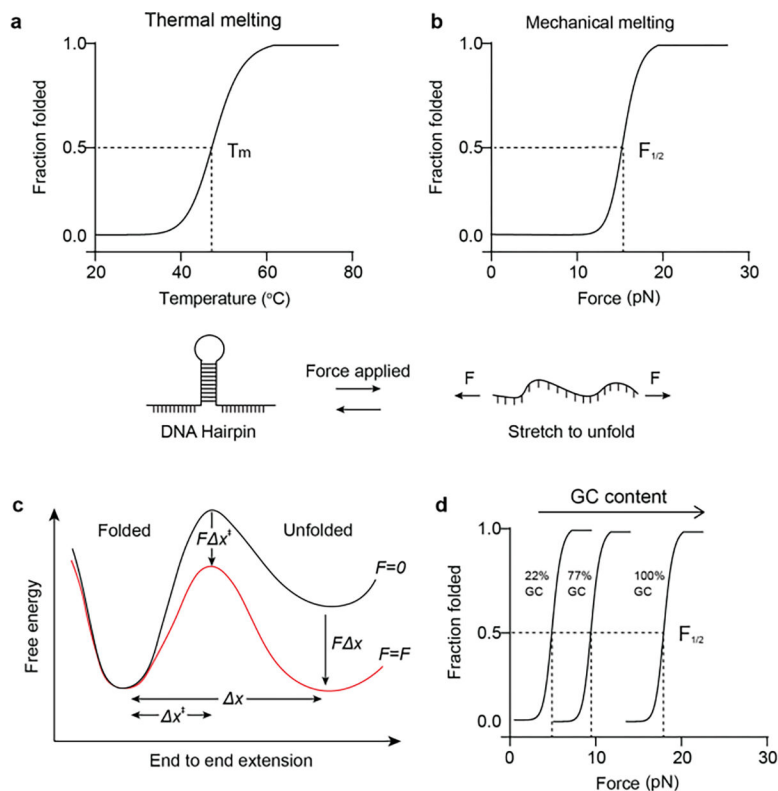 a
Thermal melting
Fraction folded
1.0
0.5
0.0
Tm
20
40
60
80
Temperature (°C)
b
Mechanical melting
Fraction folded
1.0
0.5
0.0
F1/2
0
10
20
30
Force (pN)
DNA Hairpin
Force applied
F
F
Stretch to unfold
c
Free energy
Folded
Unfolded
FΔx‡
F=0
FΔx
F=F
Δx
Δx‡
End to end extension
d
GC content
Fraction folded
1.0
0.5
0.0
22%
GC
77%
GC
100%
GC
F1/2
0
10
20
30
Force (pN)